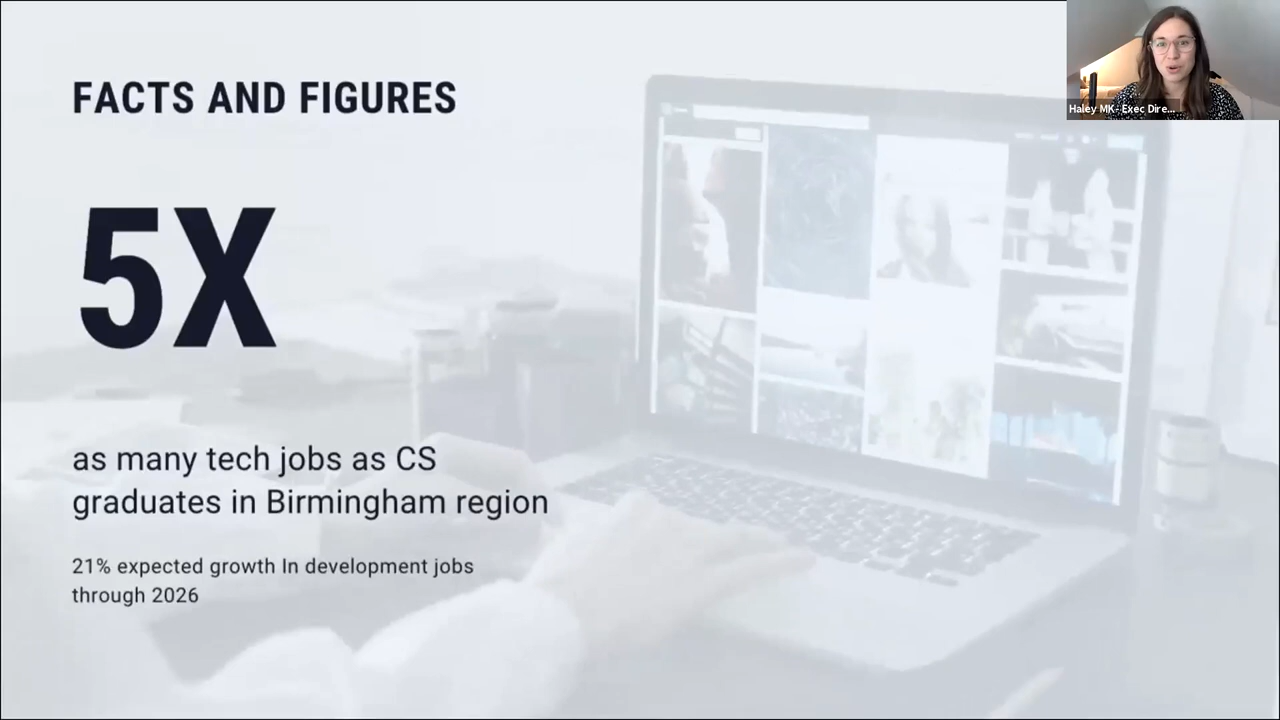 FACTS AND FIGURES
Haley MK - Exec Dire...
5X
as many tech jobs as CS
graduates in Birmingham region
21% expected growth In development jobs
through 2026